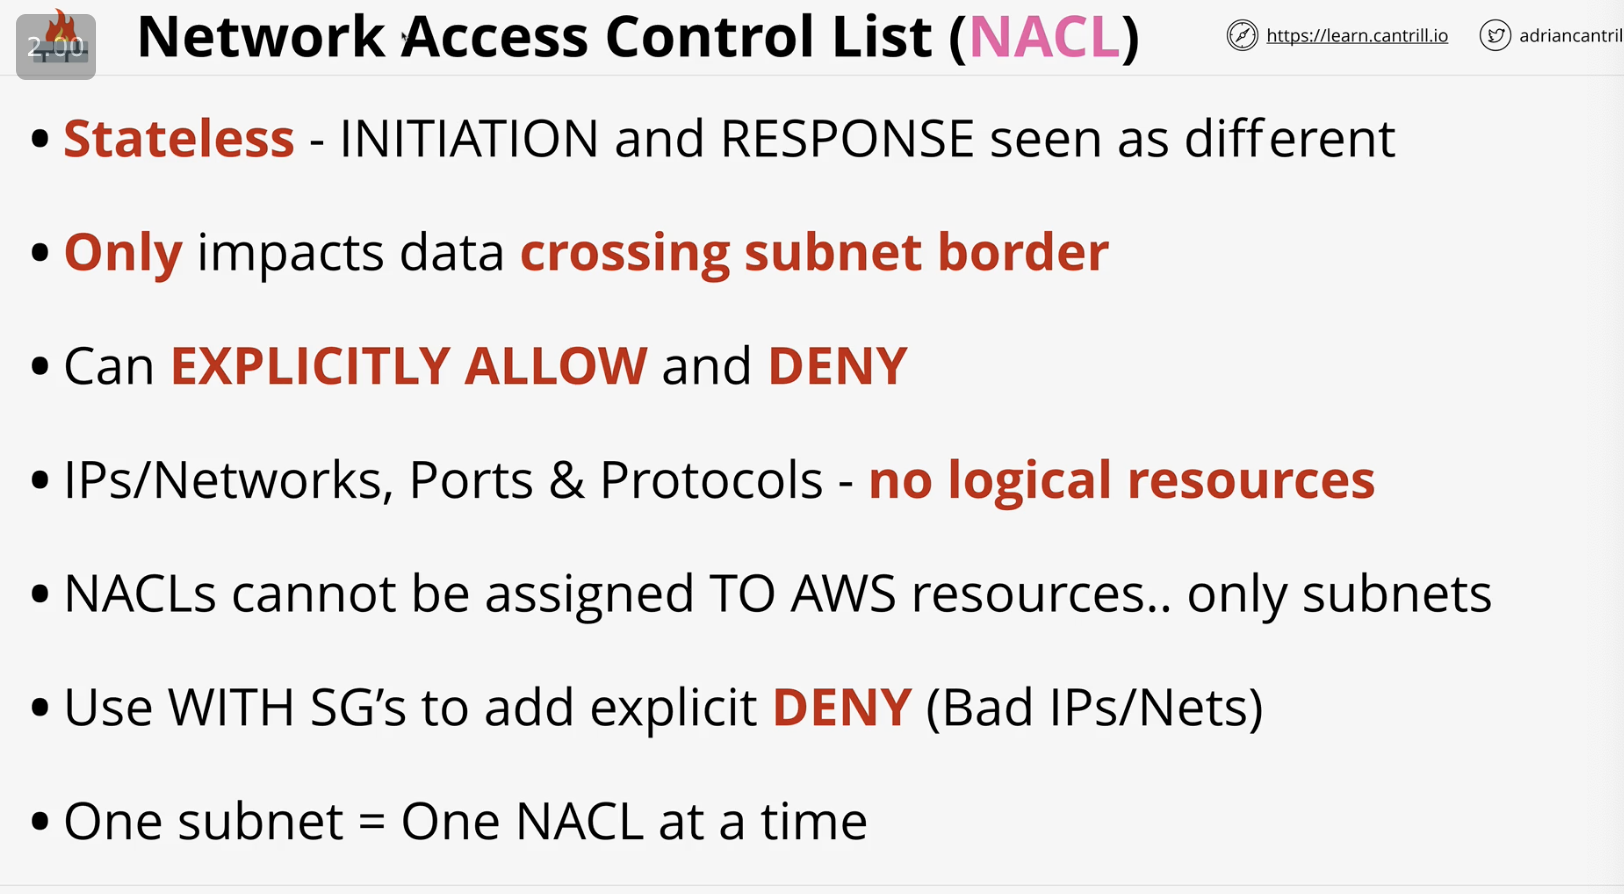 2.00
Network Access Control List (NACL)
https://learn.cantrill.io
adriancantril
• Stateless - INITIATION and RESPONSE seen as different
• Only impacts data crossing subnet border
• Can EXPLICITLY ALLOW and DENY
• IPs/Networks, Ports & Protocols - no logical resources
• NACLs cannot be assigned TO AWS resources.. only subnets
• Use WITH SG’s to add explicit DENY (Bad IPs/Nets)
• One subnet = One NACL at a time